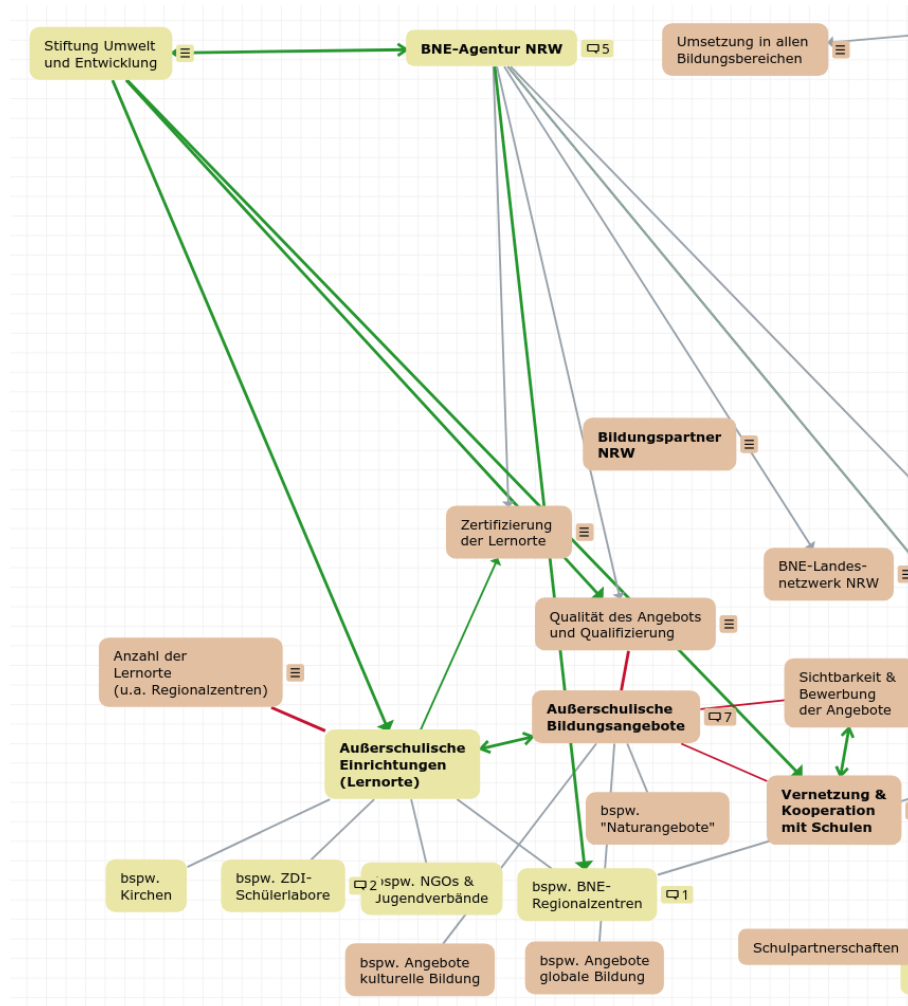 Stiftung Umwelt
und Entwicklung
BNE-Agentur NRW
5
Umsetzung in allen
Bildungsbereichen
Bildungspartner
NRW
Zertifizierung
der Lernorte
BNE-Landes-
netzwerk NRW
Qualität des Angebots
und Qualifizierung
Anzahl der
Lernorte
(u.a. Regionalzentren)
Sichtbarkeit &
Bewerbung
der Angebote
Außerschulische
Bildungsangebote
7
Außerschulische
Einrichtungen
(Lernorte)
Vernetzung &
Kooperation
mit Schulen
bspw.
"Naturangebote"
bspw.
Kirchen
bspw. ZDI-
Schülerlabore
2
bspw. NGOs &
Jugendverbände
bspw. BNE-
Regionalzentren
1
Schulpartnerschaften
bspw. Angebote
kulturelle Bildung
bspw. Angebote
globale Bildung